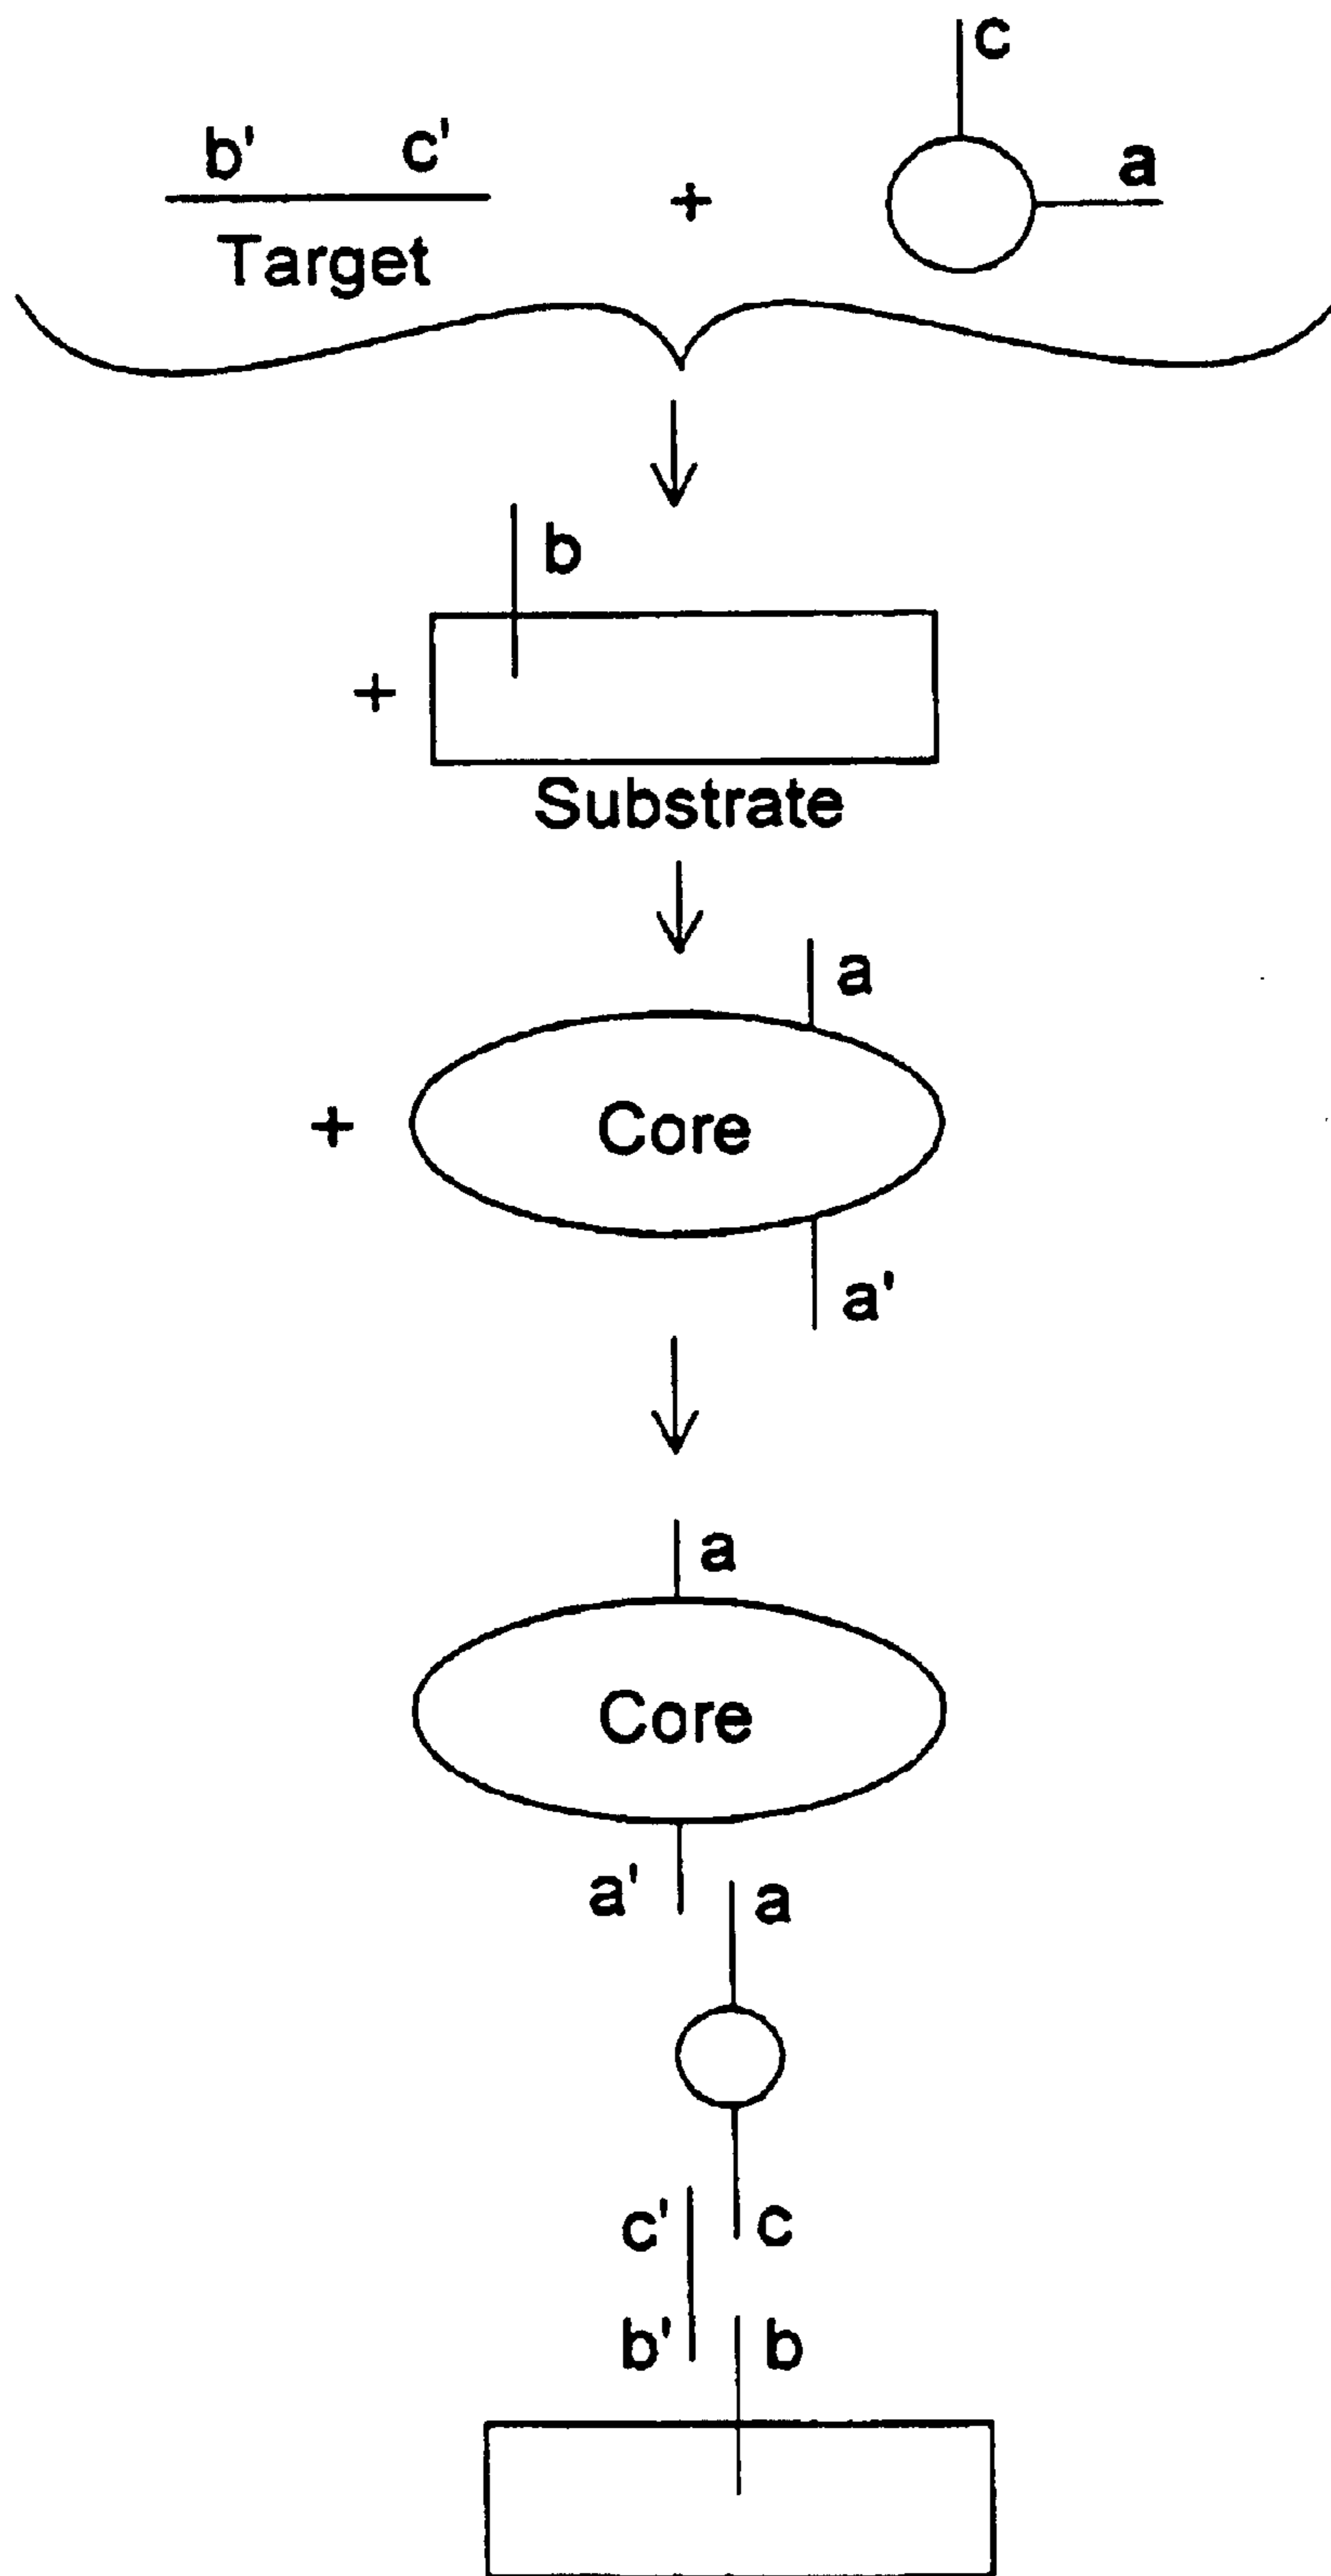 c
b' c' + a
Target
b
+
Substrate
a
+ Core
a'
a
Core
a' a
c' c
b' b